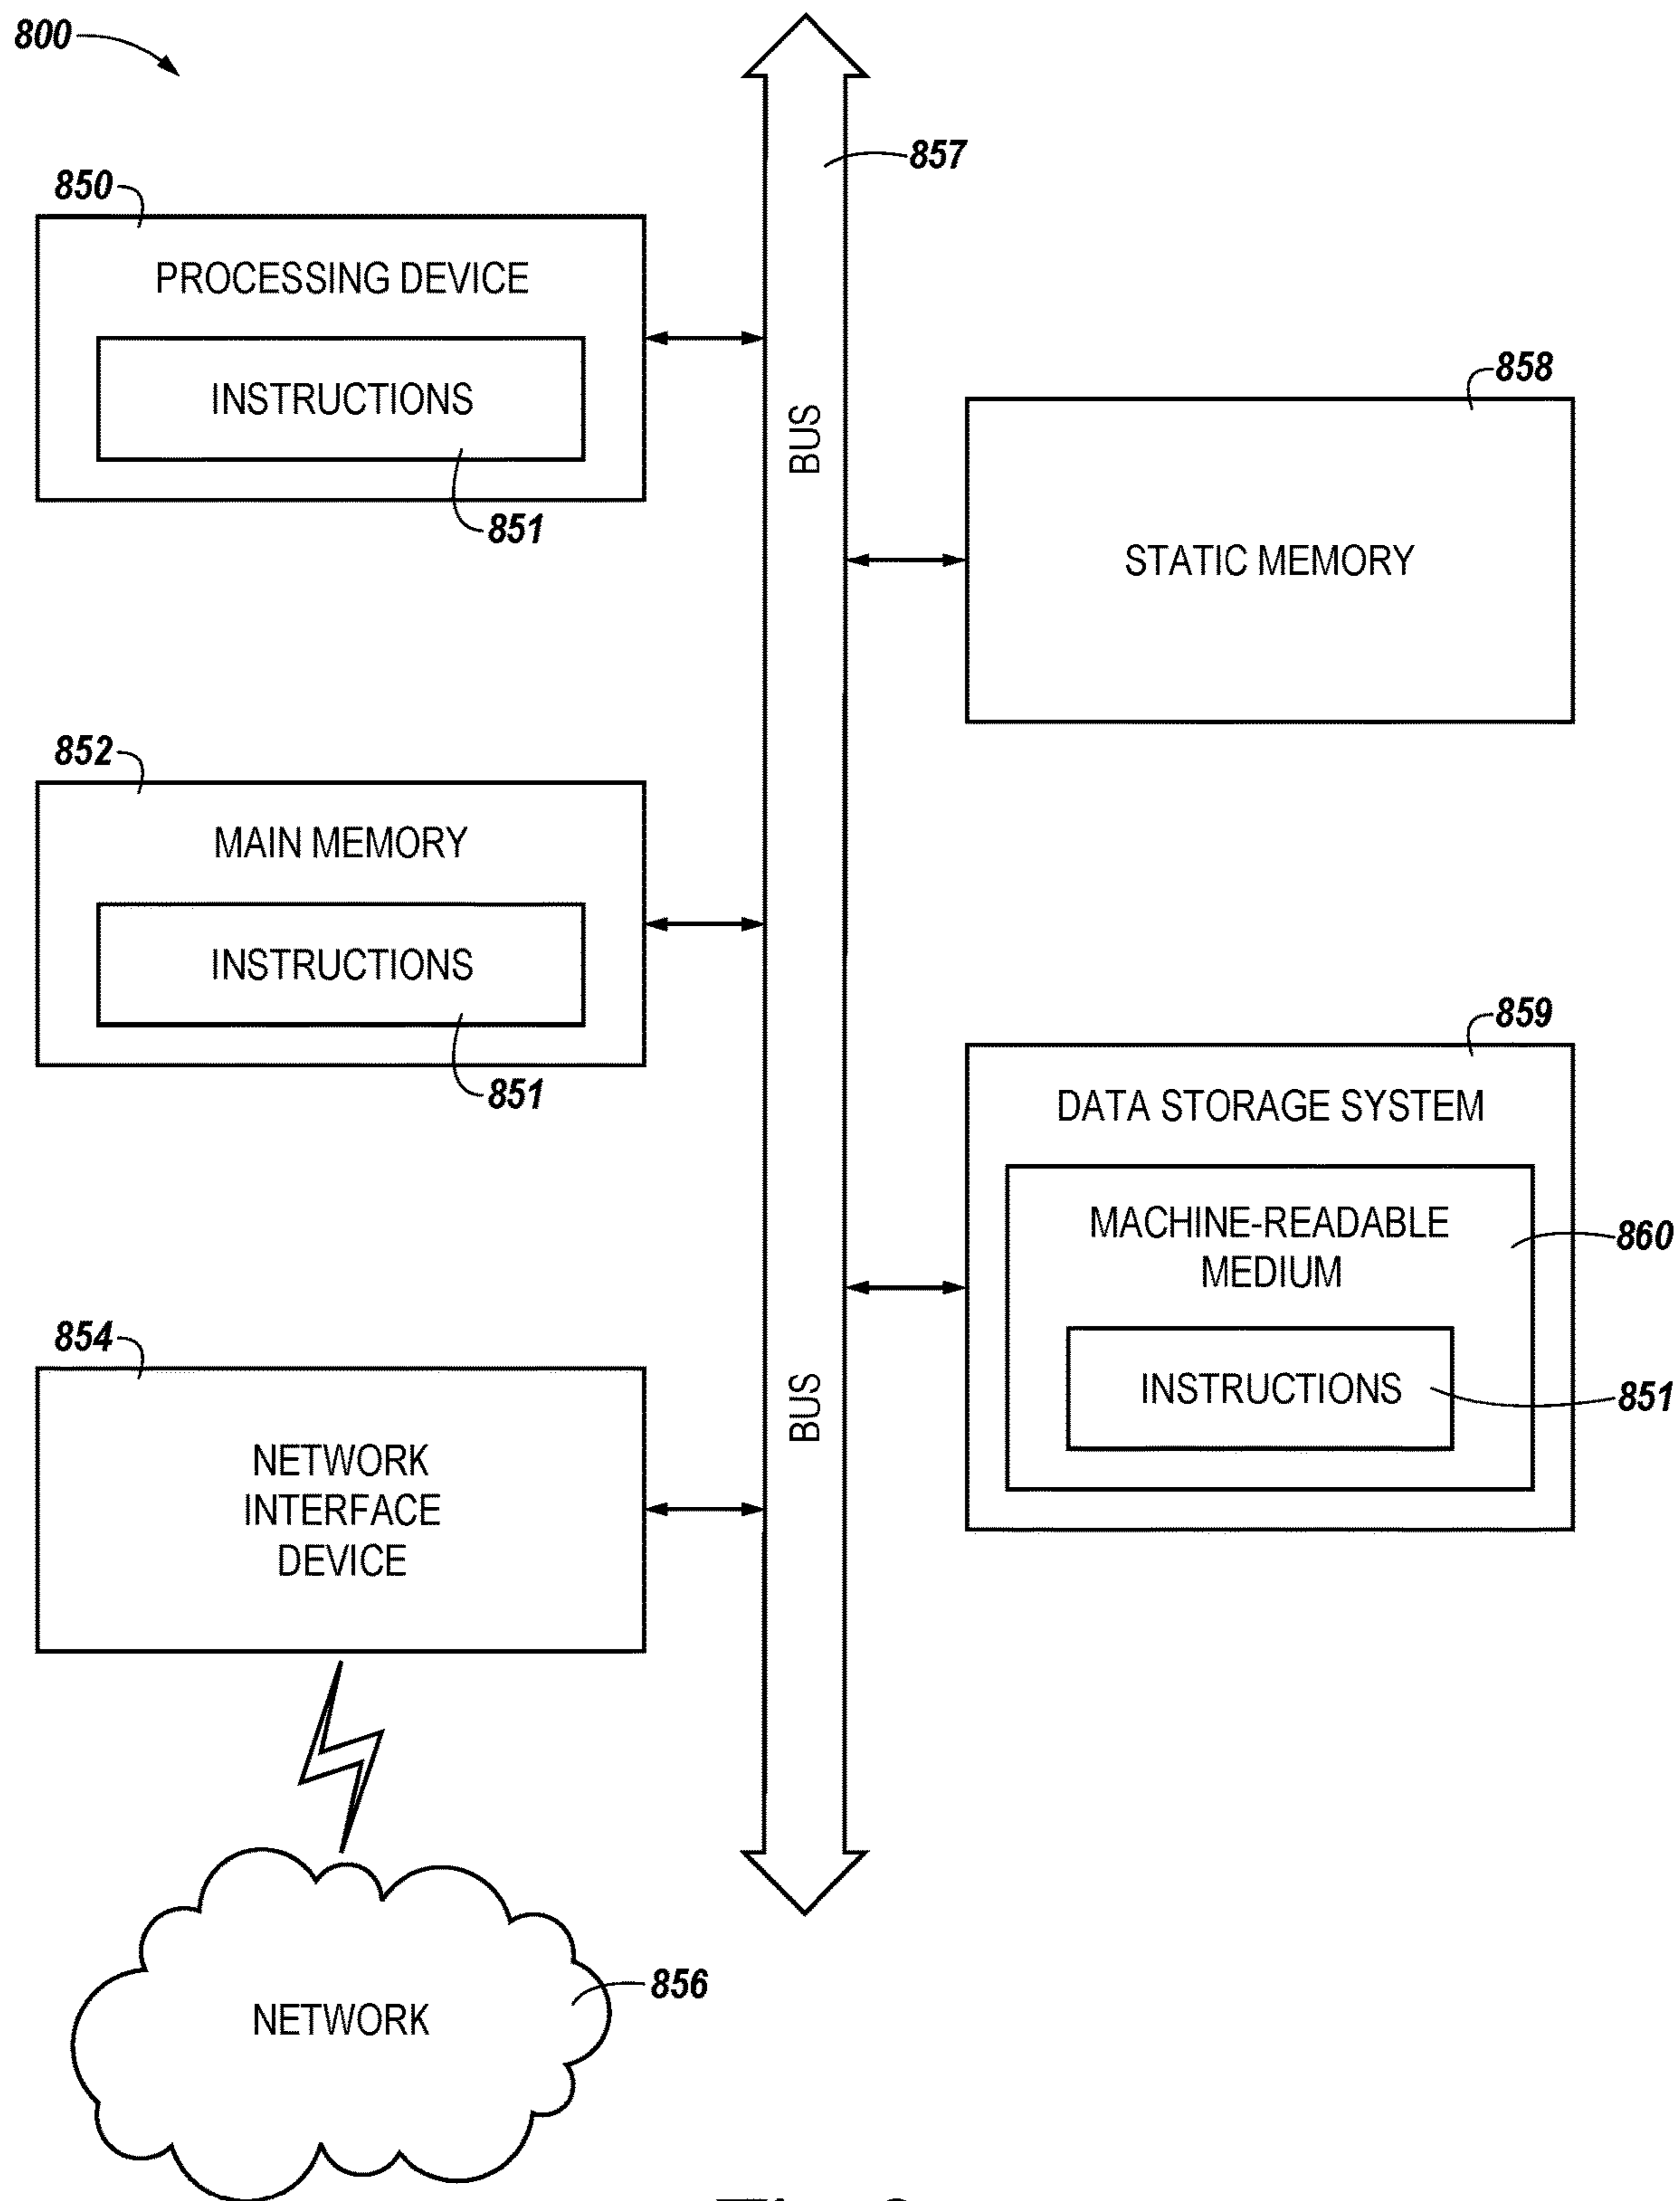 800
857
850
PROCESSING DEVICE
INSTRUCTIONS
851
BUS
858
STATIC MEMORY
852
MAIN MEMORY
INSTRUCTIONS
851
859
DATA STORAGE SYSTEM
MACHINE-READABLE
MEDIUM
860
INSTRUCTIONS
851
854
NETWORK
INTERFACE
DEVICE
BUS
NETWORK
856